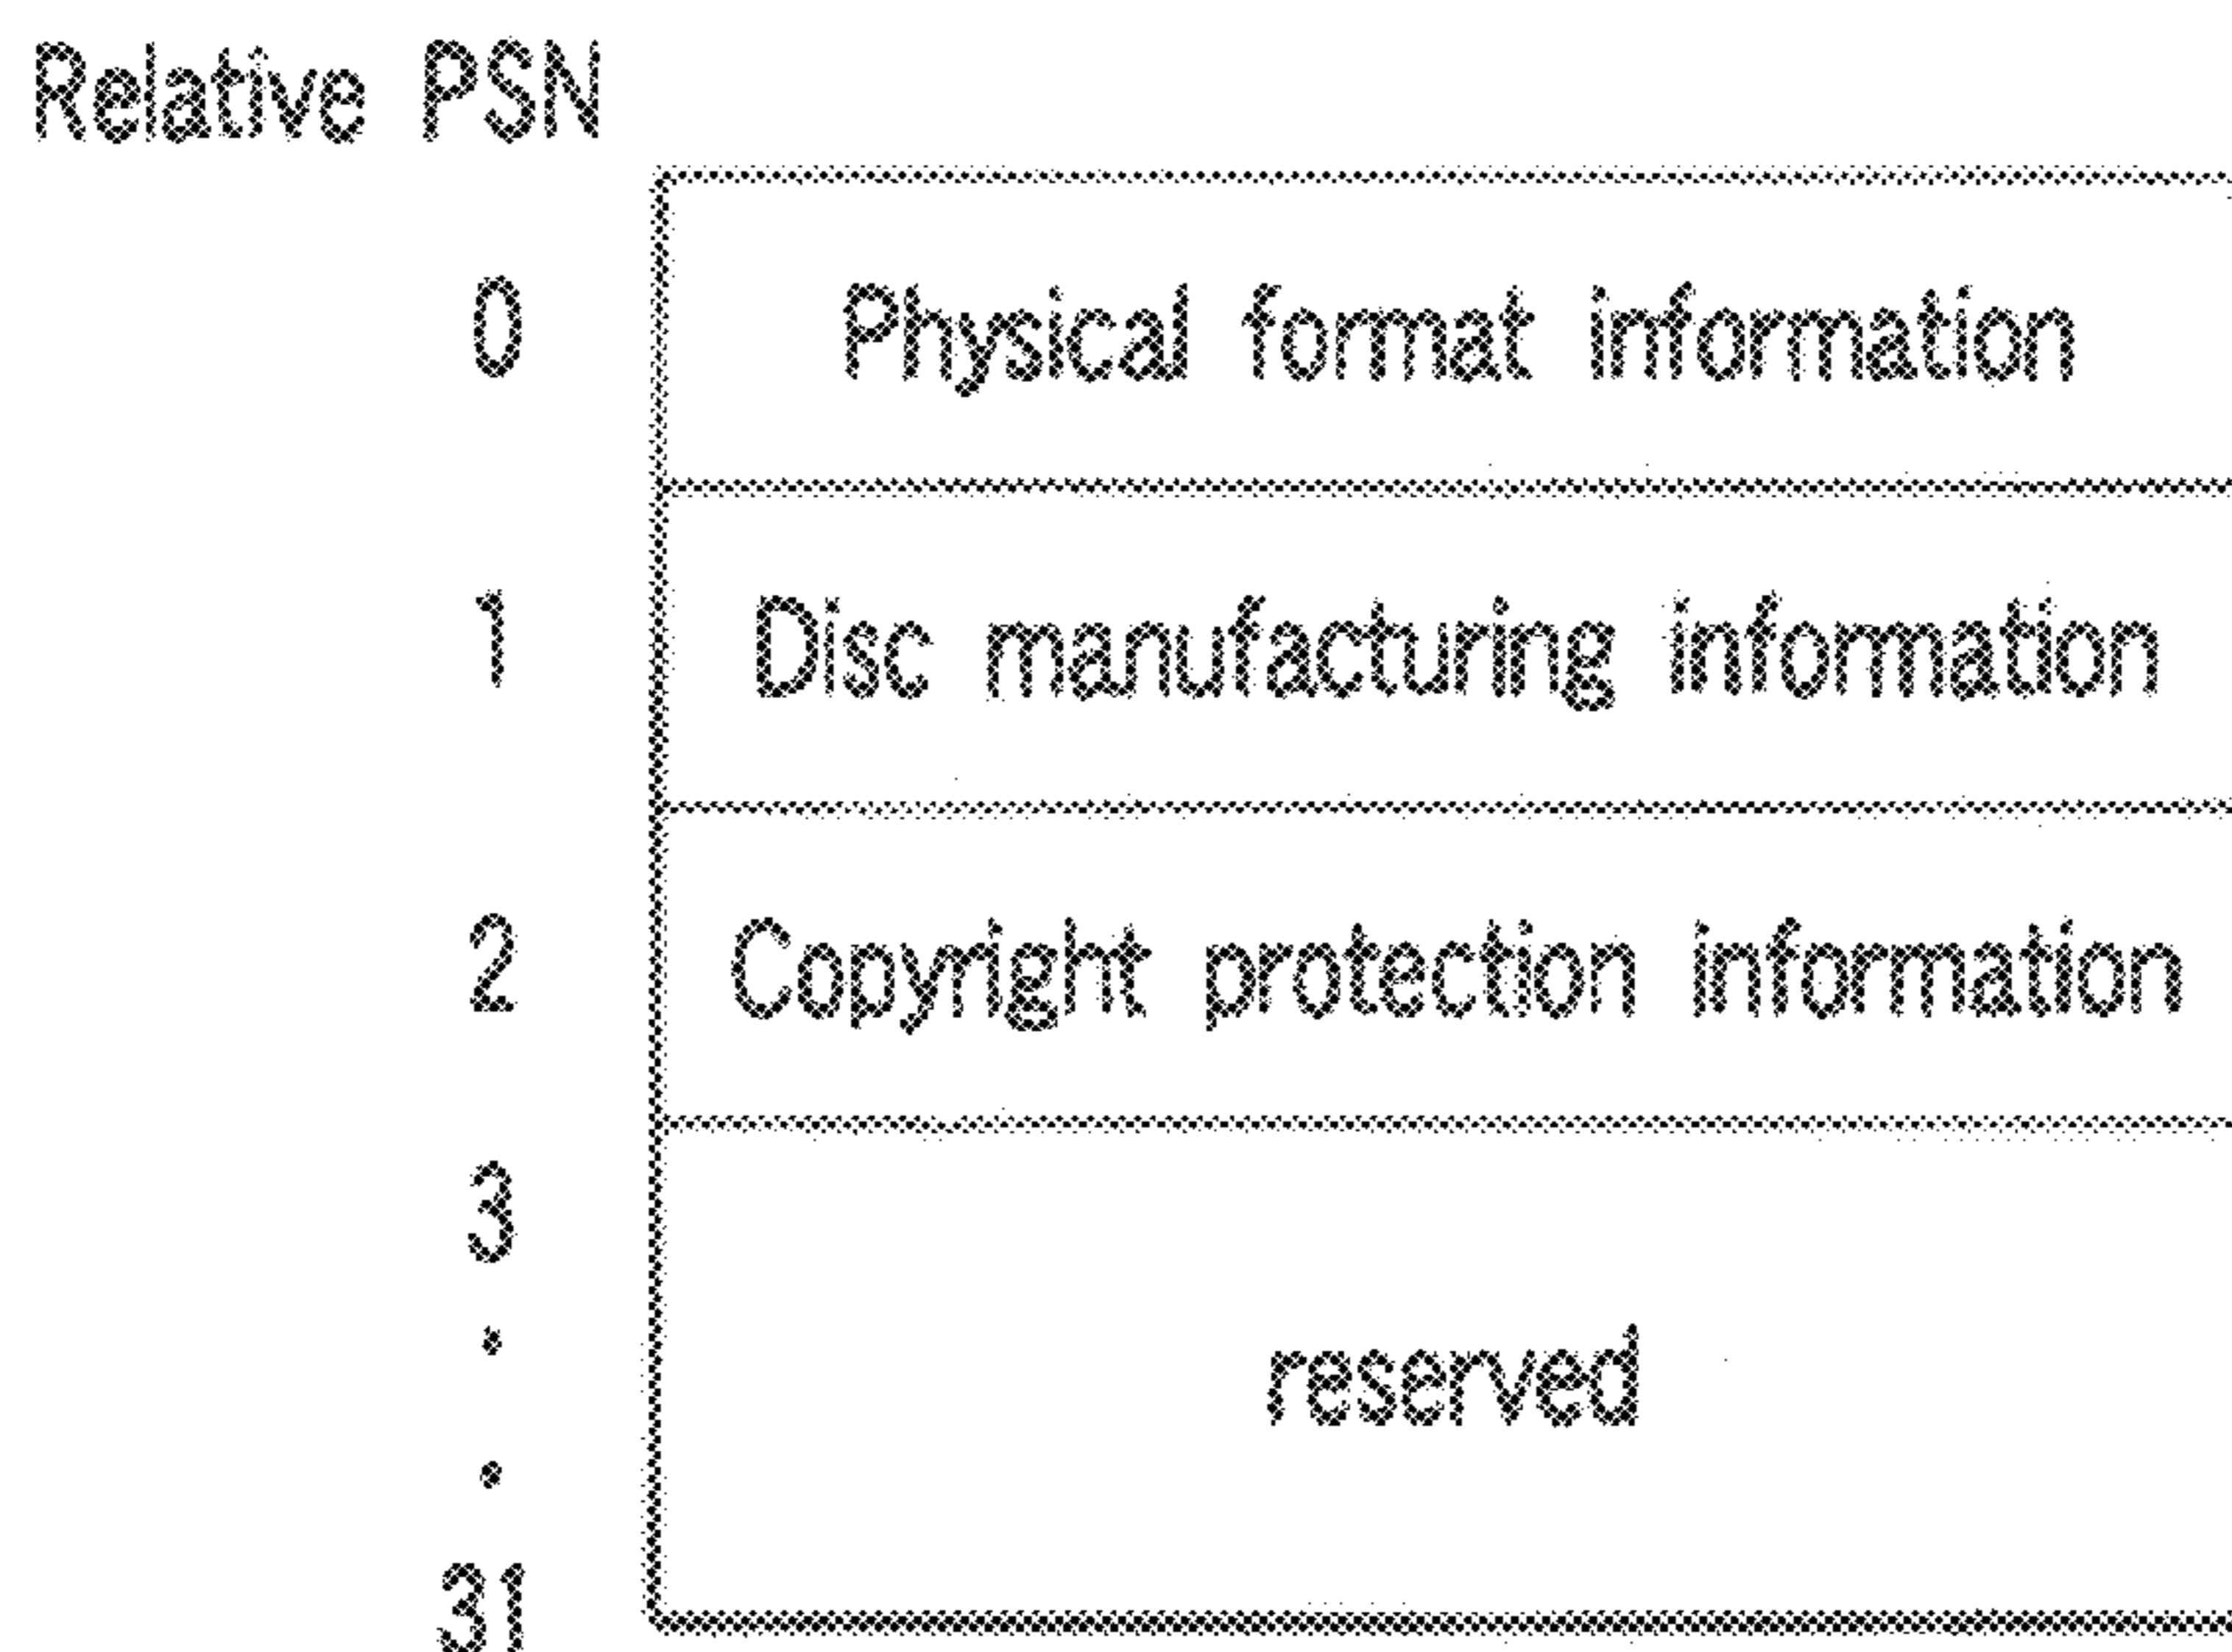 Relative PSN
0 Physical format information
1 Disc manufacturing information
2 Copyright protection information
3
reserved
31